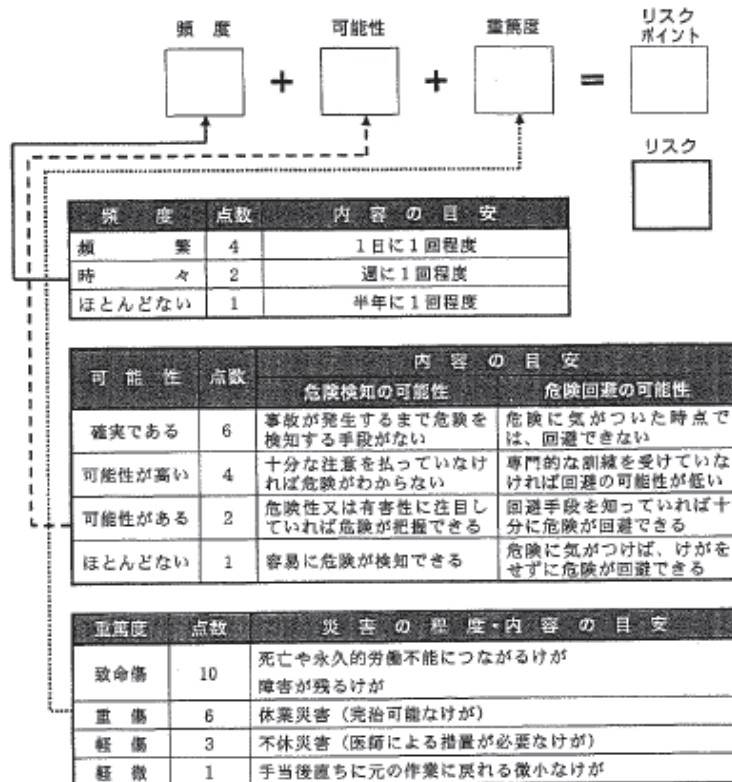 頻 度 可能性 重篤度 リスク
ポイント
+ + =
リスク
頻 度 点数 内 容 の 目 安
頻 繁 4 1日に1回程度
時 々 2 週に1回程度
ほとんどない 1 半年に1回程度
可 能 性 点数 内 容 の 目 安
危険検知の可能性 危険回避の可能性
確実である 6 事故が発生するまで危険を 危険に気がついた時点で
検知する手段がない は、回避できない
可能性が高い 4 十分な注意を払っていなけ 専門的な訓練を受けていな
れば危険がわからない ければ回避の可能性が低い
可能性がある 2 危険性又は有害性に注目し 回避手段を知っていれば十
ていれば危険が把握できる 分に危険が回避できる
ほとんどない 1 容易に危険が検知できる 危険に気がつけば、けがを
せずに危険が回避できる
重篤度 点数 災 害 の 程 度・内 容 の 目 安
致命傷 10 死亡や永久的労働不能につながるけが
障害が残るけが
重 傷 6 休業災害（完治可能なけが）
軽 傷 3 不休災害（医師による措置が必要なけが）
軽 微 1 手当後直ちに元の作業に戻れる微小なけが